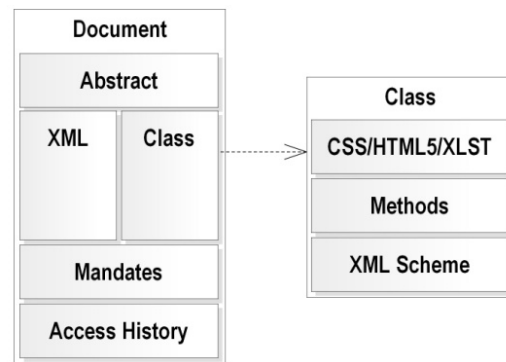 Document
Abstract
XML
Class
Mandates
Access History
Class
CSS/HTML5/XLST
Methods
XML Scheme